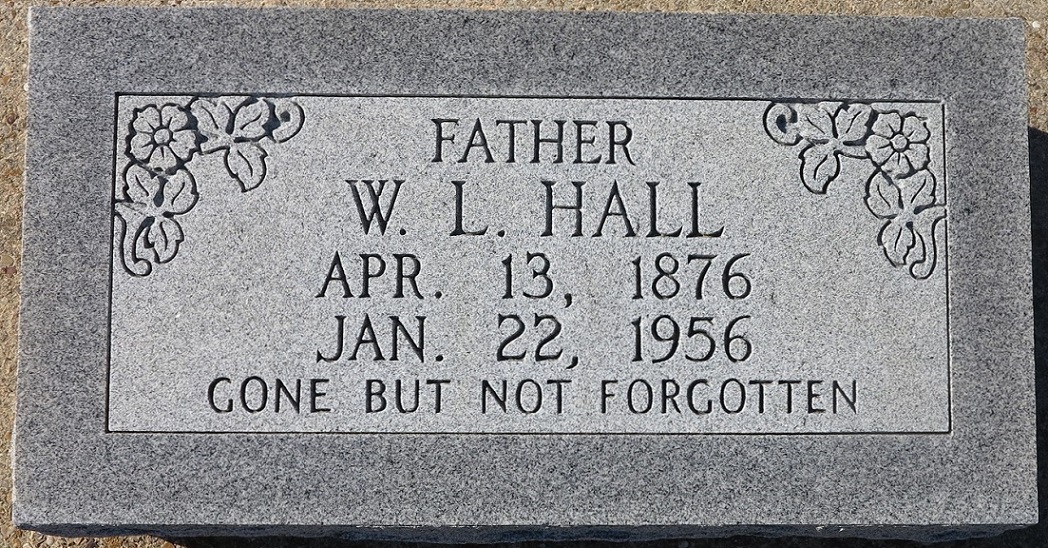 FATHER
W. L. HALL
APR. 13, 1876
JAN. 22, 1956
GONE BUT NOT FORGOTTEN